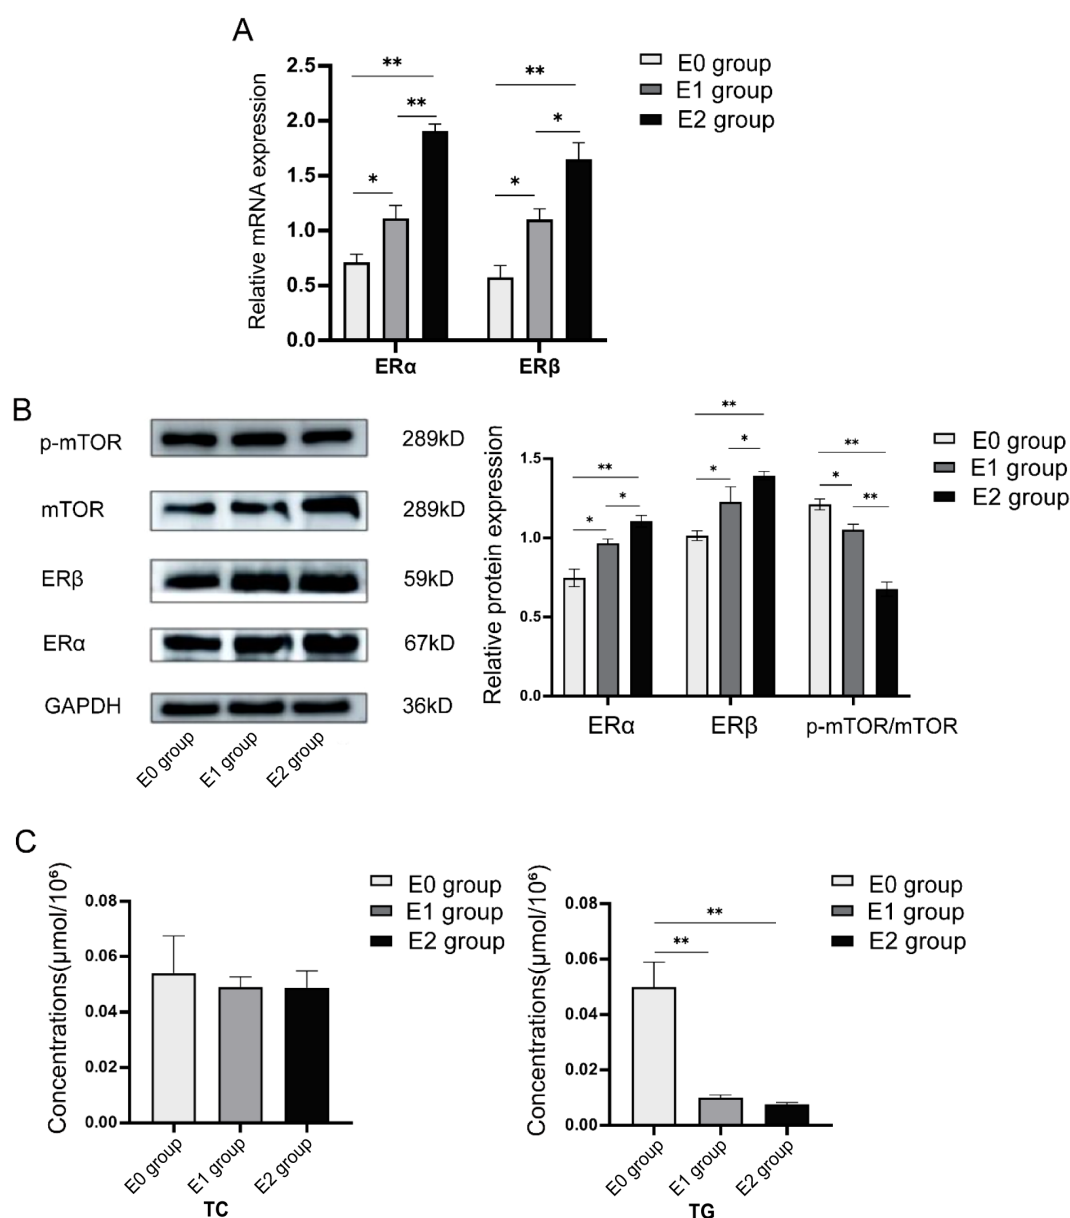 A
Relative mRNA expression
2.5
2.0
1.5
1.0
0.5
0.0
**
**
*
**
*
*
ERα
ERβ
E0 group
E1 group
E2 group
B
p-mTOR
289kD
mTOR
289kD
ERβ
59kD
ERα
67kD
GAPDH
36kD
E0 group
E1 group
E2 group
Relative protein expression
1.5
1.0
0.5
0.0
**
*
*
**
*
*
**
*
**
ERα
ERβ
p-mTOR/mTOR
E0 group
E1 group
E2 group
C
Concentrations(μmol/10⁶)
0.08
0.06
0.04
0.02
0.00
E0 group
E1 group
E2 group
TC
E0 group
E1 group
E2 group
Concentrations(μmol/10⁶)
0.08
0.06
0.04
0.02
0.00
**
**
E0 group
E1 group
E2 group
TG
E0 group
E1 group
E2 group